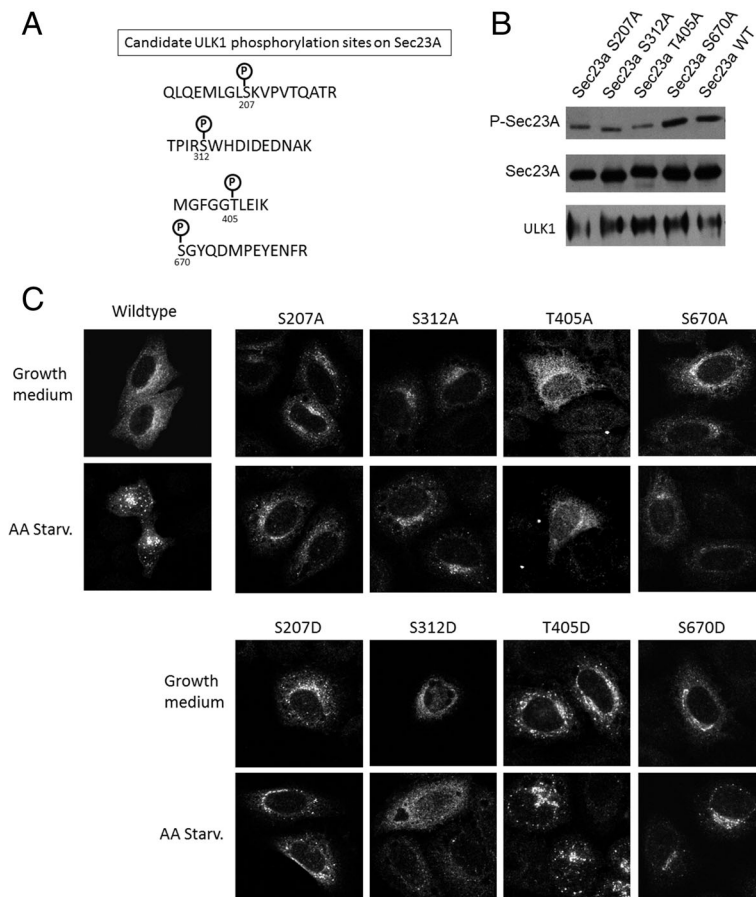 A
Candidate ULK1 phosphorylation sites on Sec23A
P
QLQEMLGLSKVPVTQATR
207
P
TPIRSWHDIDEDNAK
312
P
MGFGGTLEIK
405
P
SGYQDMPEYENFR
670
B
Sec23a S207A
Sec23a S312A
Sec23a T405A
Sec23a S670A
Sec23a WT
P-Sec23A
Sec23A
ULK1
C
Wildtype
S207A
S312A
T405A
S670A
Growth
medium
AA Starv.
S207D
S312D
T405D
S670D
Growth
medium
AA Starv.